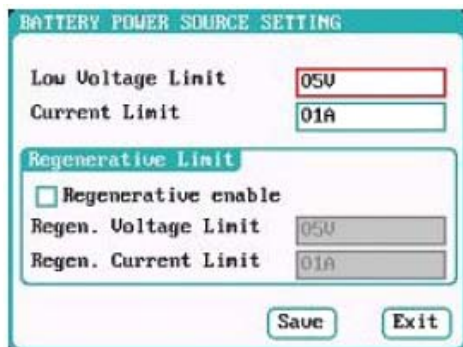 BATTERY POWER SOURCE SETTING
Low Voltage Limit 05V
Current Limit 01A
Regenerative Limit
Regenerative enable
Regen. Voltage Limit 05V
Regen. Current Limit 01A
Save Exit